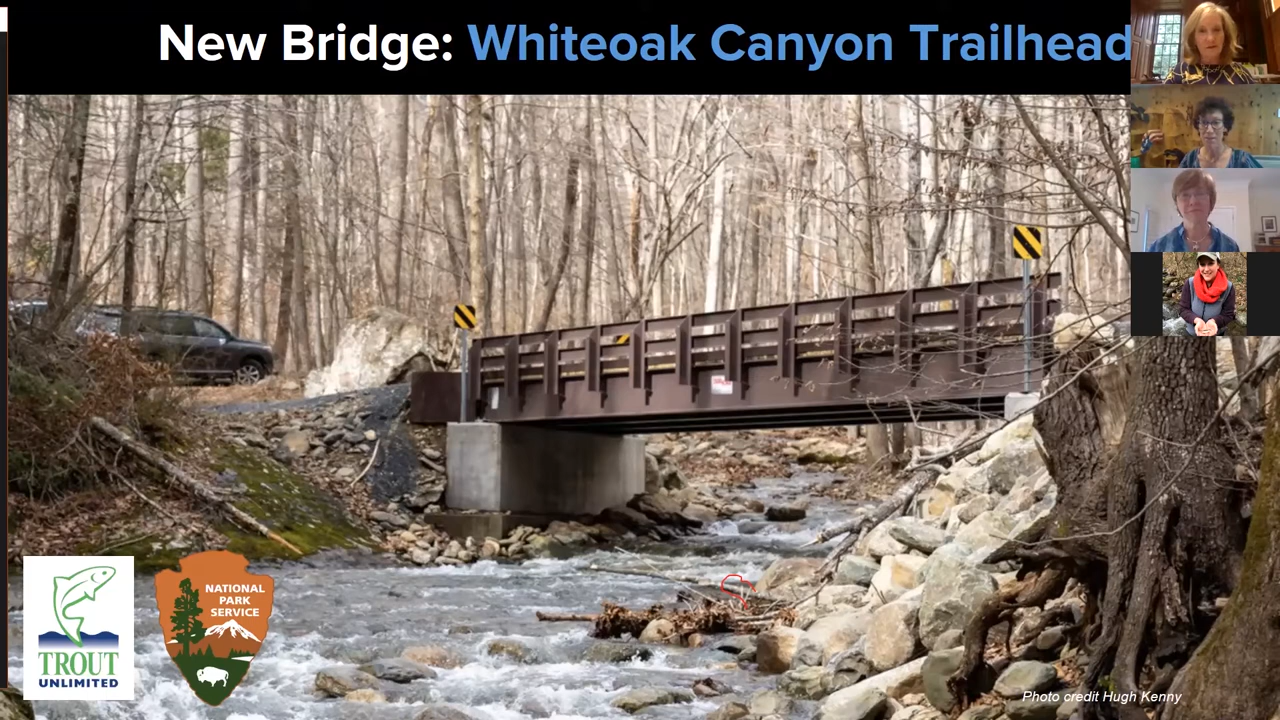 New Bridge: Whiteoak Canyon Trailhead
NATIONAL
PARK
SERVICE
TROUT
UNLIMITED
Photo credit Hugh Kenny